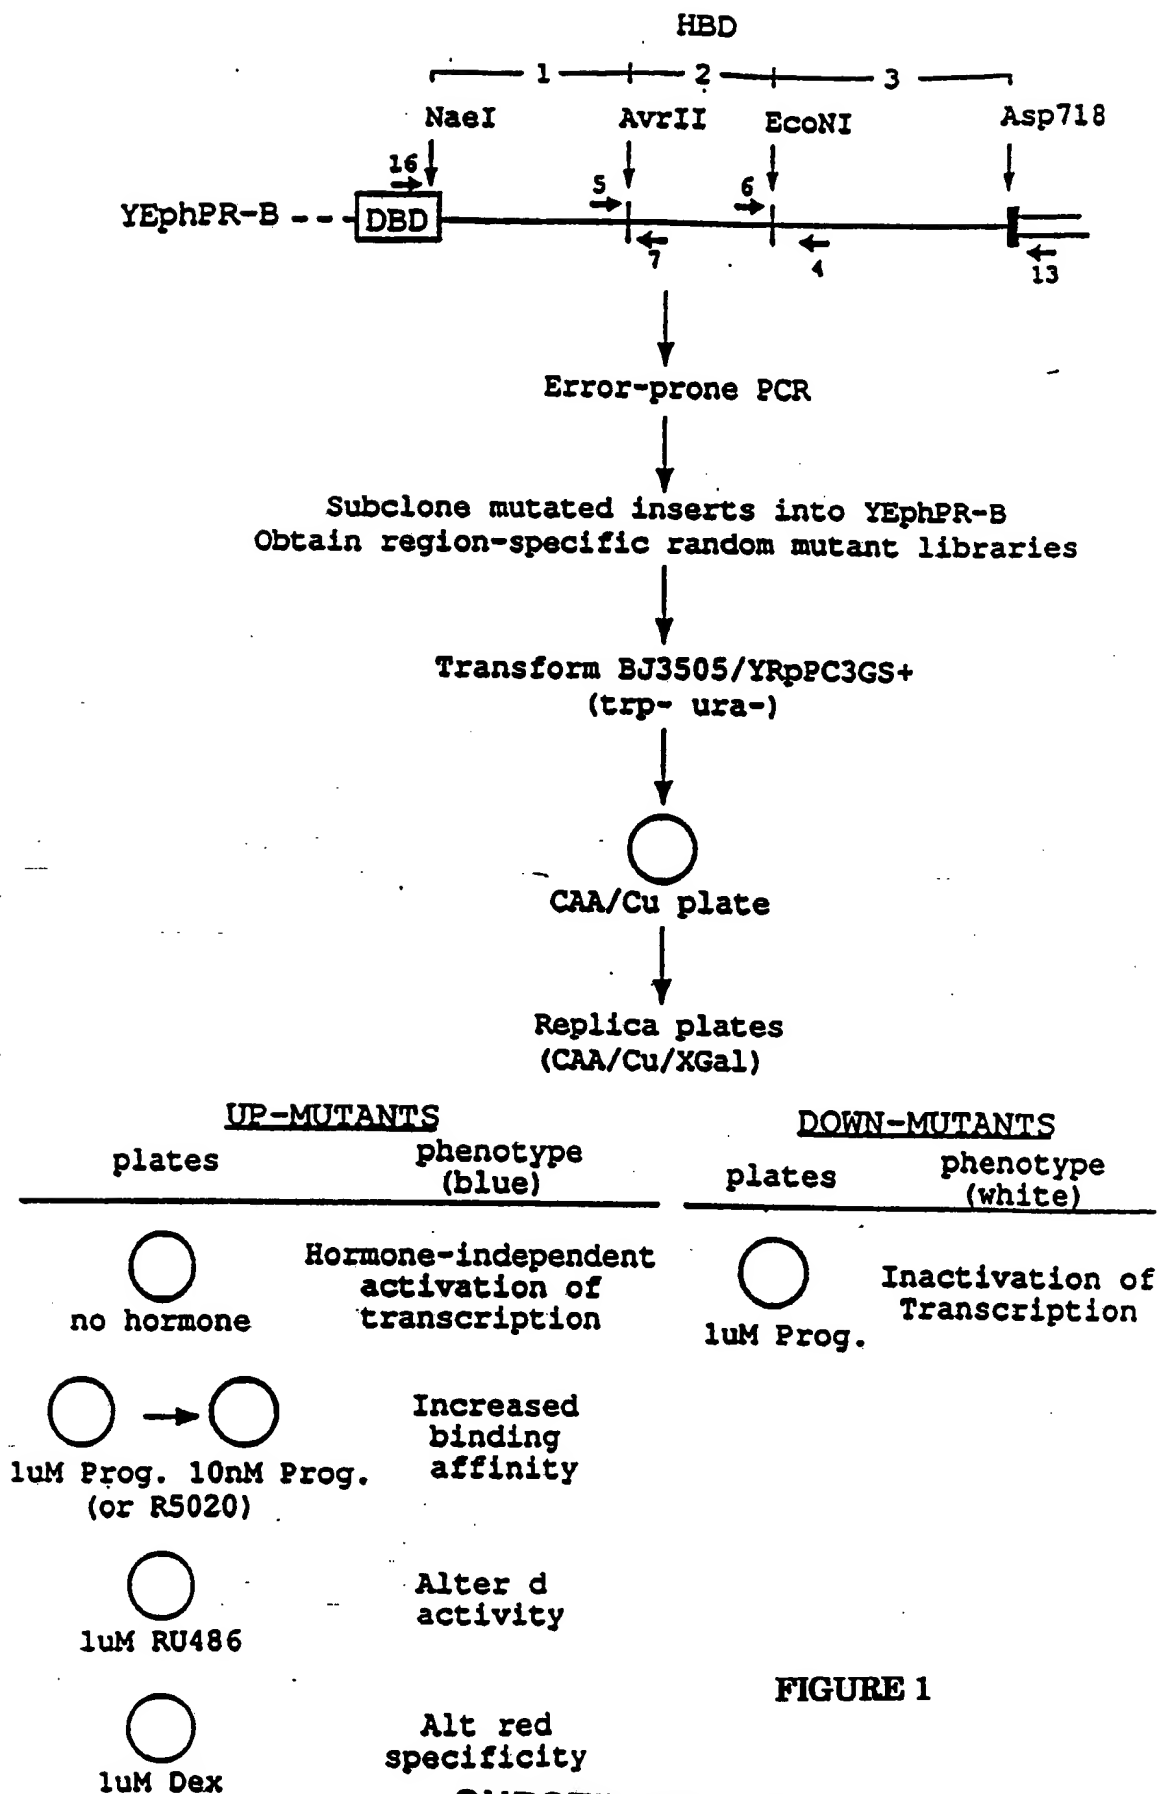 HBD
1 2 3
NaeI AvrII EcoNI Asp718
16 5 6
YEphPR-B DBD
7 4 13
Error-prone PCR
Subclone mutated inserts into YEphPR-B
Obtain region-specific random mutant libraries
Transform BJ3505/YRpPC3GS+
(trp- ura-)
CAA/Cu plate
Replica plates
(CAA/Cu/XGal)
UP-MUTANTS
plates phenotype
(blue)
no hormone
Hormone-independent
activation of
transcription
1uM Prog. 10nM Prog.
(or R5020)
Increased
binding
affinity
1uM RU486
Alter d
activity
1uM Dex
Alt red
specificity
DOWN-MUTANTS
plates phenotype
(white)
1uM Prog.
Inactivation of
Transcription
FIGURE 1